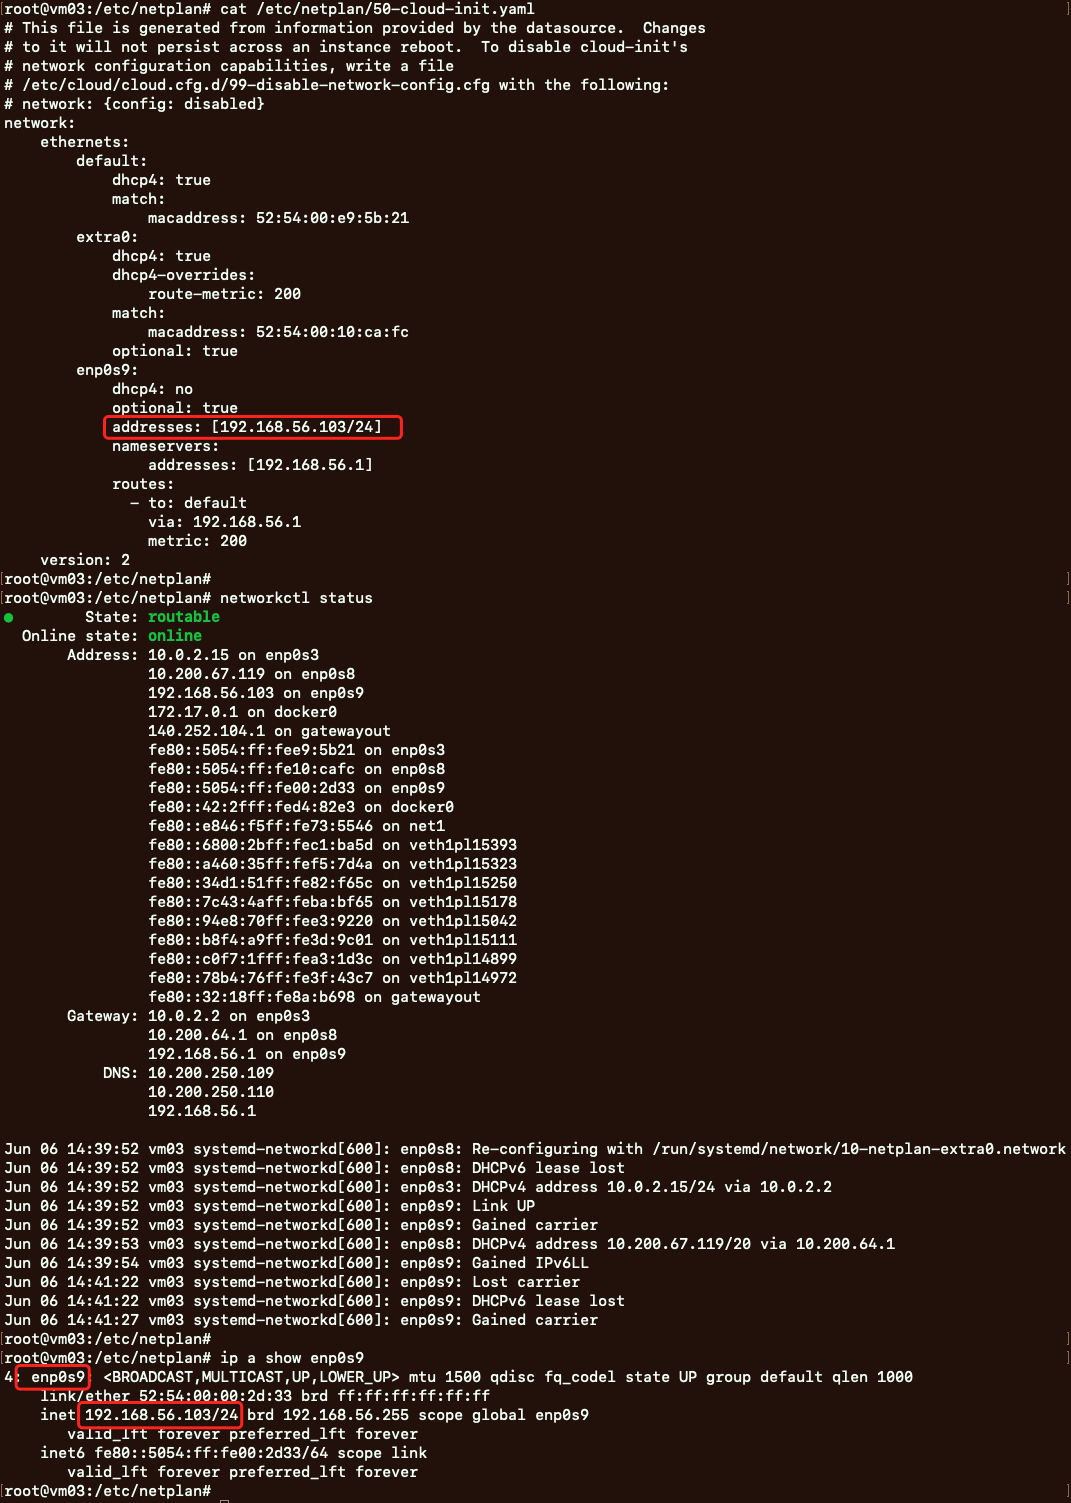 [root@vm03:/etc/netplan# cat /etc/netplan/50-cloud-init.yaml ]
# This file is generated from information provided by the datasource.  Changes
# to it will not persist across an instance reboot.  To disable cloud-init's
# network configuration capabilities, write a file
# /etc/cloud/cloud.cfg.d/99-disable-network-config.cfg with the following:
# network: {config: disabled}
network:
    ethernets:
        default:
            dhcp4: true
            match:
                macaddress: 52:54:00:e9:5b:21
        extra0:
            dhcp4: true
            dhcp4-overrides:
                route-metric: 200
            match:
                macaddress: 52:54:00:10:ca:fc
            optional: true
        enp0s9:
            dhcp4: no
            optional: true
            addresses: [192.168.56.103/24]
            nameservers:
                addresses: [192.168.56.1]
            routes:
              - to: default
                via: 192.168.56.1
                metric: 200
    version: 2
[root@vm03:/etc/netplan# ]
[root@vm03:/etc/netplan# networkctl status ]
●        State: routable
  Online state: online
       Address: 10.0.2.15 on enp0s3
                10.200.67.119 on enp0s8
                192.168.56.103 on enp0s9
                172.17.0.1 on docker0
                140.252.104.1 on gatewayout
                fe80::5054:ff:fee9:5b21 on enp0s3
                fe80::5054:ff:fe10:cafc on enp0s8
                fe80::5054:ff:fe00:2d33 on enp0s9
                fe80::42:2fff:fed4:82e3 on docker0
                fe80::e846:f5ff:fe73:5546 on net1
                fe80::6800:2bff:fec1:ba5d on veth1pl15393
                fe80::a460:35ff:fef5:7d4a on veth1pl15323
                fe80::34d1:51ff:fe82:f65c on veth1pl15250
                fe80::7c43:4aff:feba:bf65 on veth1pl15178
                fe80::94e8:70ff:fee3:9220 on veth1pl15042
                fe80::b8f4:a9ff:fe3d:9c01 on veth1pl15111
                fe80::c0f7:1fff:fea3:1d3c on veth1pl14899
                fe80::78b4:76ff:fe3f:43c7 on veth1pl14972
                fe80::32:18ff:fe8a:b698 on gatewayout
       Gateway: 10.0.2.2 on enp0s3
                10.200.64.1 on enp0s8
                192.168.56.1 on enp0s9
           DNS: 10.200.250.109
                10.200.250.110
                192.168.56.1

Jun 06 14:39:52 vm03 systemd-networkd[600]: enp0s8: Re-configuring with /run/systemd/network/10-netplan-extra0.network
Jun 06 14:39:52 vm03 systemd-networkd[600]: enp0s8: DHCPv6 lease lost
Jun 06 14:39:52 vm03 systemd-networkd[600]: enp0s3: DHCPv4 address 10.0.2.15/24 via 10.0.2.2
Jun 06 14:39:52 vm03 systemd-networkd[600]: enp0s9: Link UP
Jun 06 14:39:52 vm03 systemd-networkd[600]: enp0s9: Gained carrier
Jun 06 14:39:53 vm03 systemd-networkd[600]: enp0s8: DHCPv4 address 10.200.67.119/20 via 10.200.64.1
Jun 06 14:39:54 vm03 systemd-networkd[600]: enp0s9: Gained IPv6LL
Jun 06 14:41:22 vm03 systemd-networkd[600]: enp0s9: Lost carrier
Jun 06 14:41:22 vm03 systemd-networkd[600]: enp0s9: DHCPv6 lease lost
Jun 06 14:41:27 vm03 systemd-networkd[600]: enp0s9: Gained carrier
[root@vm03:/etc/netplan# ]
[root@vm03:/etc/netplan# ip a show enp0s9 ]
4: enp0s9: <BROADCAST,MULTICAST,UP,LOWER_UP> mtu 1500 qdisc fq_codel state UP group default qlen 1000
    link/ether 52:54:00:00:2d:33 brd ff:ff:ff:ff:ff:ff
    inet 192.168.56.103/24 brd 192.168.56.255 scope global enp0s9
       valid_lft forever preferred_lft forever
    inet6 fe80::5054:ff:fe00:2d33/64 scope link
       valid_lft forever preferred_lft forever
[root@vm03:/etc/netplan# ]